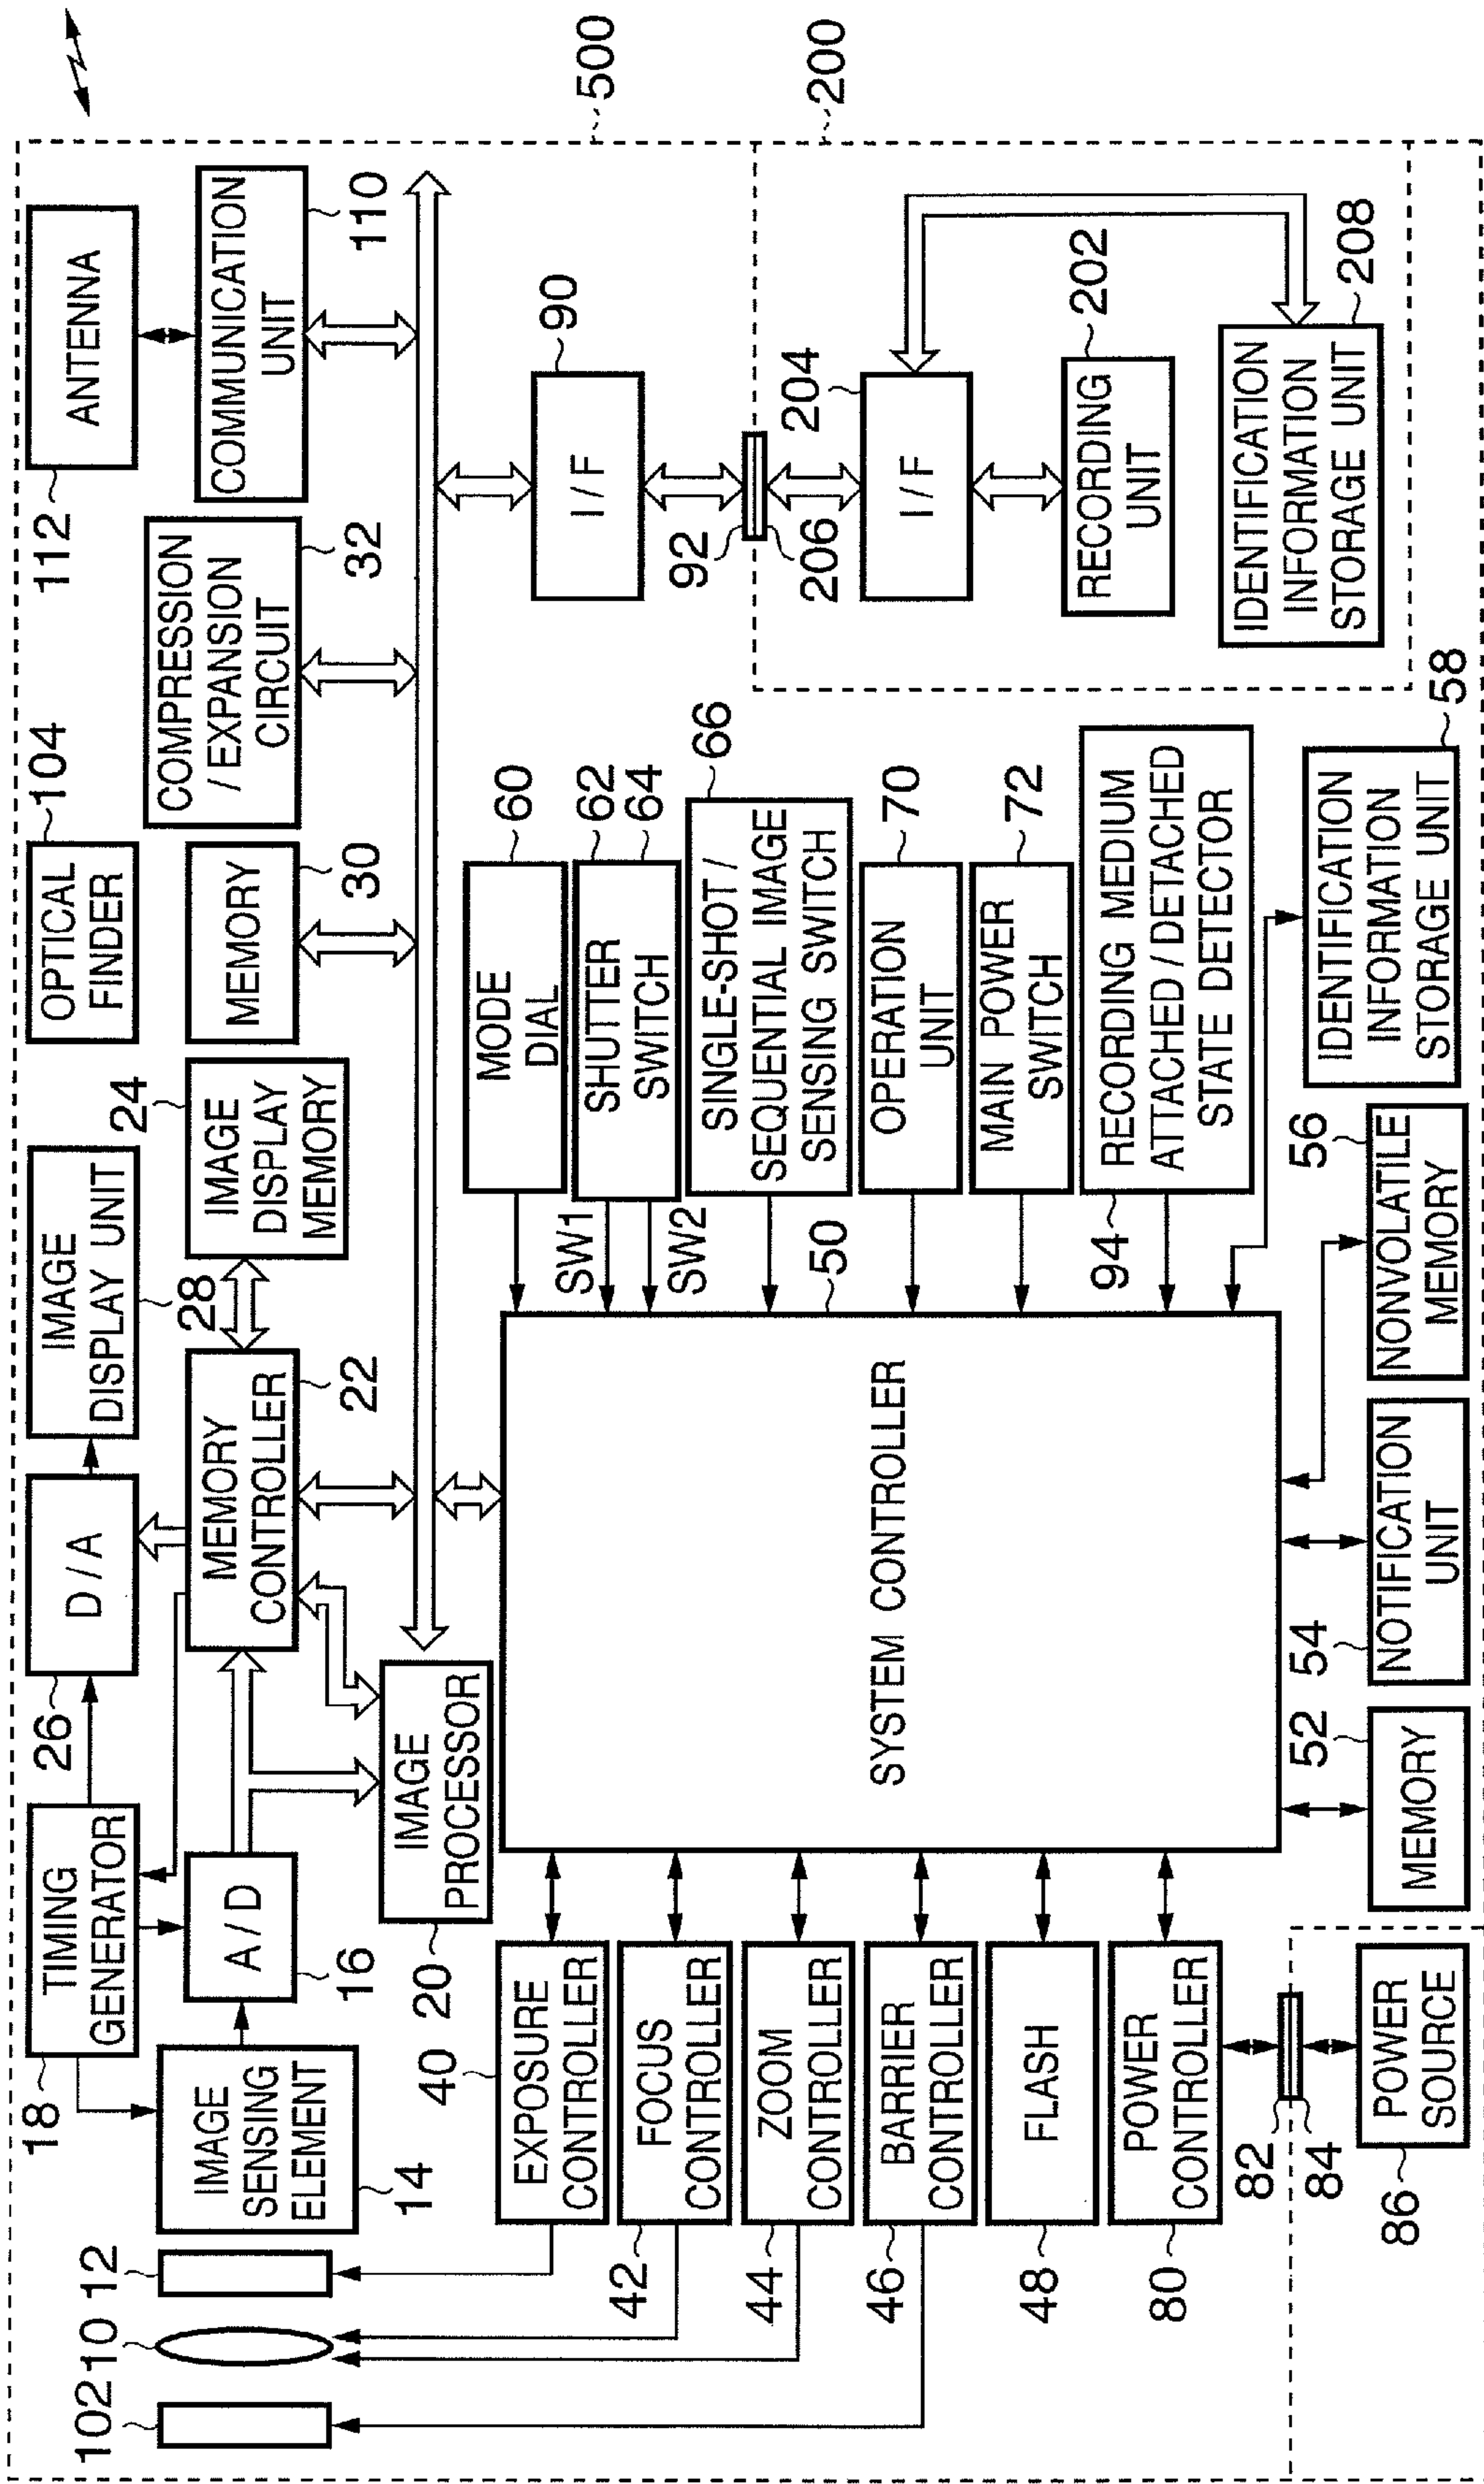 112
ANTENNA
COMMUNICATION
UNIT
110
500
104
OPTICAL
FINDER
COMPRESSION
/ EXPANSION
CIRCUIT
32
MEMORY
30
IMAGE
DISPLAY UNIT
28
24
IMAGE
DISPLAY
MEMORY
26
D / A
MEMORY
CONTROLLER
22
18
TIMING
GENERATOR
A / D
16
IMAGE
SENSING
ELEMENT
14
12
10
102
IMAGE
PROCESSOR
20
40
EXPOSURE
CONTROLLER
42
FOCUS
CONTROLLER
44
ZOOM
CONTROLLER
46
BARRIER
CONTROLLER
48
FLASH
80
POWER
CONTROLLER
82
84
86
POWER
SOURCE
SYSTEM CONTROLLER
50
MODE
DIAL
60
SW1
SHUTTER
SWITCH
62
64
SW2
SINGLE-SHOT /
SEQUENTIAL IMAGE
SENSING SWITCH
66
OPERATION
UNIT
70
MAIN POWER
SWITCH
72
94
RECORDING MEDIUM
ATTACHED / DETACHED
STATE DETECTOR
52
MEMORY
54
NOTIFICATION
UNIT
56
NONVOLATILE
MEMORY
58
IDENTIFICATION
INFORMATION
STORAGE UNIT
I / F
90
92
206
200
204
I / F
RECORDING
UNIT
202
IDENTIFICATION
INFORMATION
STORAGE UNIT
208